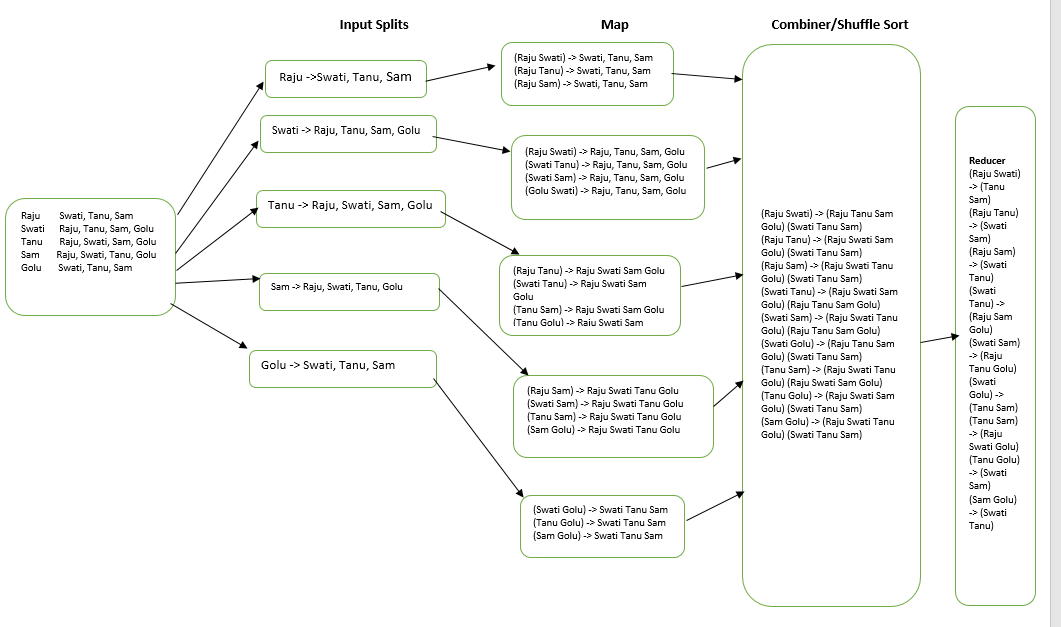 Input Splits
Map
Combiner/Shuffle Sort
Raju Swati, Tanu, Sam
Swati Raju, Tanu, Sam, Golu
Tanu Raju, Swati, Sam, Golu
Sam Raju, Swati, Tanu, Golu
Golu Swati, Tanu, Sam
Raju ->Swati, Tanu, Sam
Swati -> Raju, Tanu, Sam, Golu
Tanu -> Raju, Swati, Sam, Golu
Sam -> Raju, Swati, Tanu, Golu
Golu -> Swati, Tanu, Sam
(Raju Swati) -> Swati, Tanu, Sam
(Raju Tanu) -> Swati, Tanu, Sam
(Raju Sam) -> Swati, Tanu, Sam
(Raju Swati) -> Raju, Tanu, Sam, Golu
(Swati Tanu) -> Raju, Tanu, Sam, Golu
(Swati Sam) -> Raju, Tanu, Sam, Golu
(Golu Swati) -> Raju, Tanu, Sam, Golu
(Raju Tanu) -> Raju Swati Sam Golu
(Swati Tanu) -> Raju Swati Sam
Golu
(Tanu Sam) -> Raju Swati Sam Golu
(Tanu Golu) -> Raju Swati Sam
(Raju Sam) -> Raju Swati Tanu Golu
(Swati Sam) -> Raju Swati Tanu Golu
(Tanu Sam) -> Raju Swati Tanu Golu
(Sam Golu) -> Raju Swati Tanu Golu
(Swati Golu) -> Swati Tanu Sam
(Tanu Golu) -> Swati Tanu Sam
(Sam Golu) -> Swati Tanu Sam
(Raju Swati) -> (Raju Tanu Sam
Golu) (Swati Tanu Sam)
(Raju Tanu) -> (Raju Swati Sam
Golu) (Swati Tanu Sam)
(Raju Sam) -> (Raju Swati Tanu
Golu) (Swati Tanu Sam)
(Swati Tanu) -> (Raju Swati Sam
Golu) (Raju Tanu Sam Golu)
(Swati Sam) -> (Raju Swati Tanu
Golu) (Raju Tanu Sam Golu)
(Swati Golu) -> (Raju Tanu Sam
Golu) (Swati Tanu Sam)
(Tanu Sam) -> (Raju Swati Tanu
Golu) (Raju Swati Sam Golu)
(Tanu Golu) -> (Raju Swati Sam
Golu) (Swati Tanu Sam)
(Sam Golu) -> (Raju Swati Tanu
Golu) (Swati Tanu Sam)
Reducer
(Raju Swati)
-> (Tanu
Sam)
(Raju Tanu)
-> (Swati
Sam)
(Raju Sam)
-> (Swati
Tanu)
(Swati
Tanu) ->
(Raju Sam
Golu)
(Swati Sam)
-> (Raju
Tanu Golu)
(Swati
Golu) ->
(Tanu Sam)
(Tanu Sam)
-> (Raju
Swati Golu)
(Tanu Golu)
-> (Swati
Sam)
(Sam Golu)
-> (Swati
Tanu)